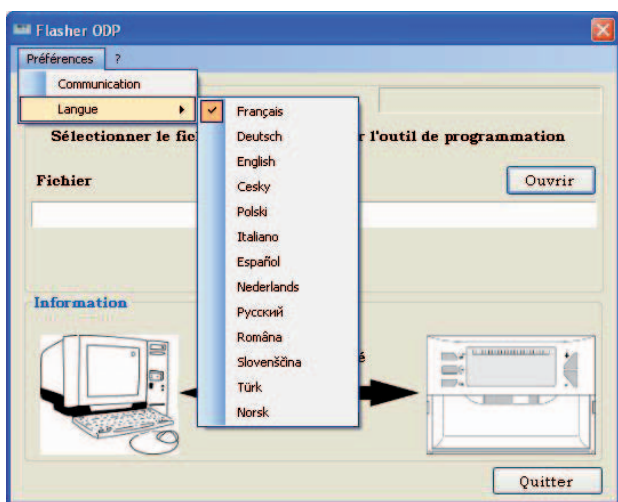 Flasher ODP
Préférences ?
Communication
Langue
Français
Deutsch
English
Cesky
Polski
Italiano
Español
Nederlands
Русский
Româna
Slovenščina
Türk
Norsk
Sélectionner le
r l'outil de programmation
Fichier
Ouvrir
Information
Quitter